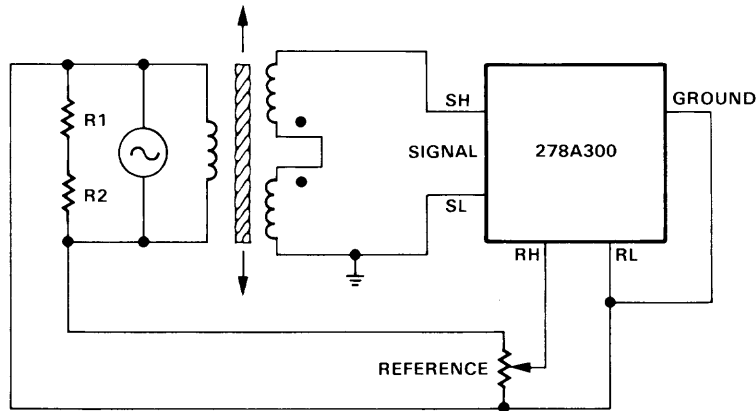 R1
R2
SH
SIGNAL
SL
278A300
GROUND
RH
RL
REFERENCE